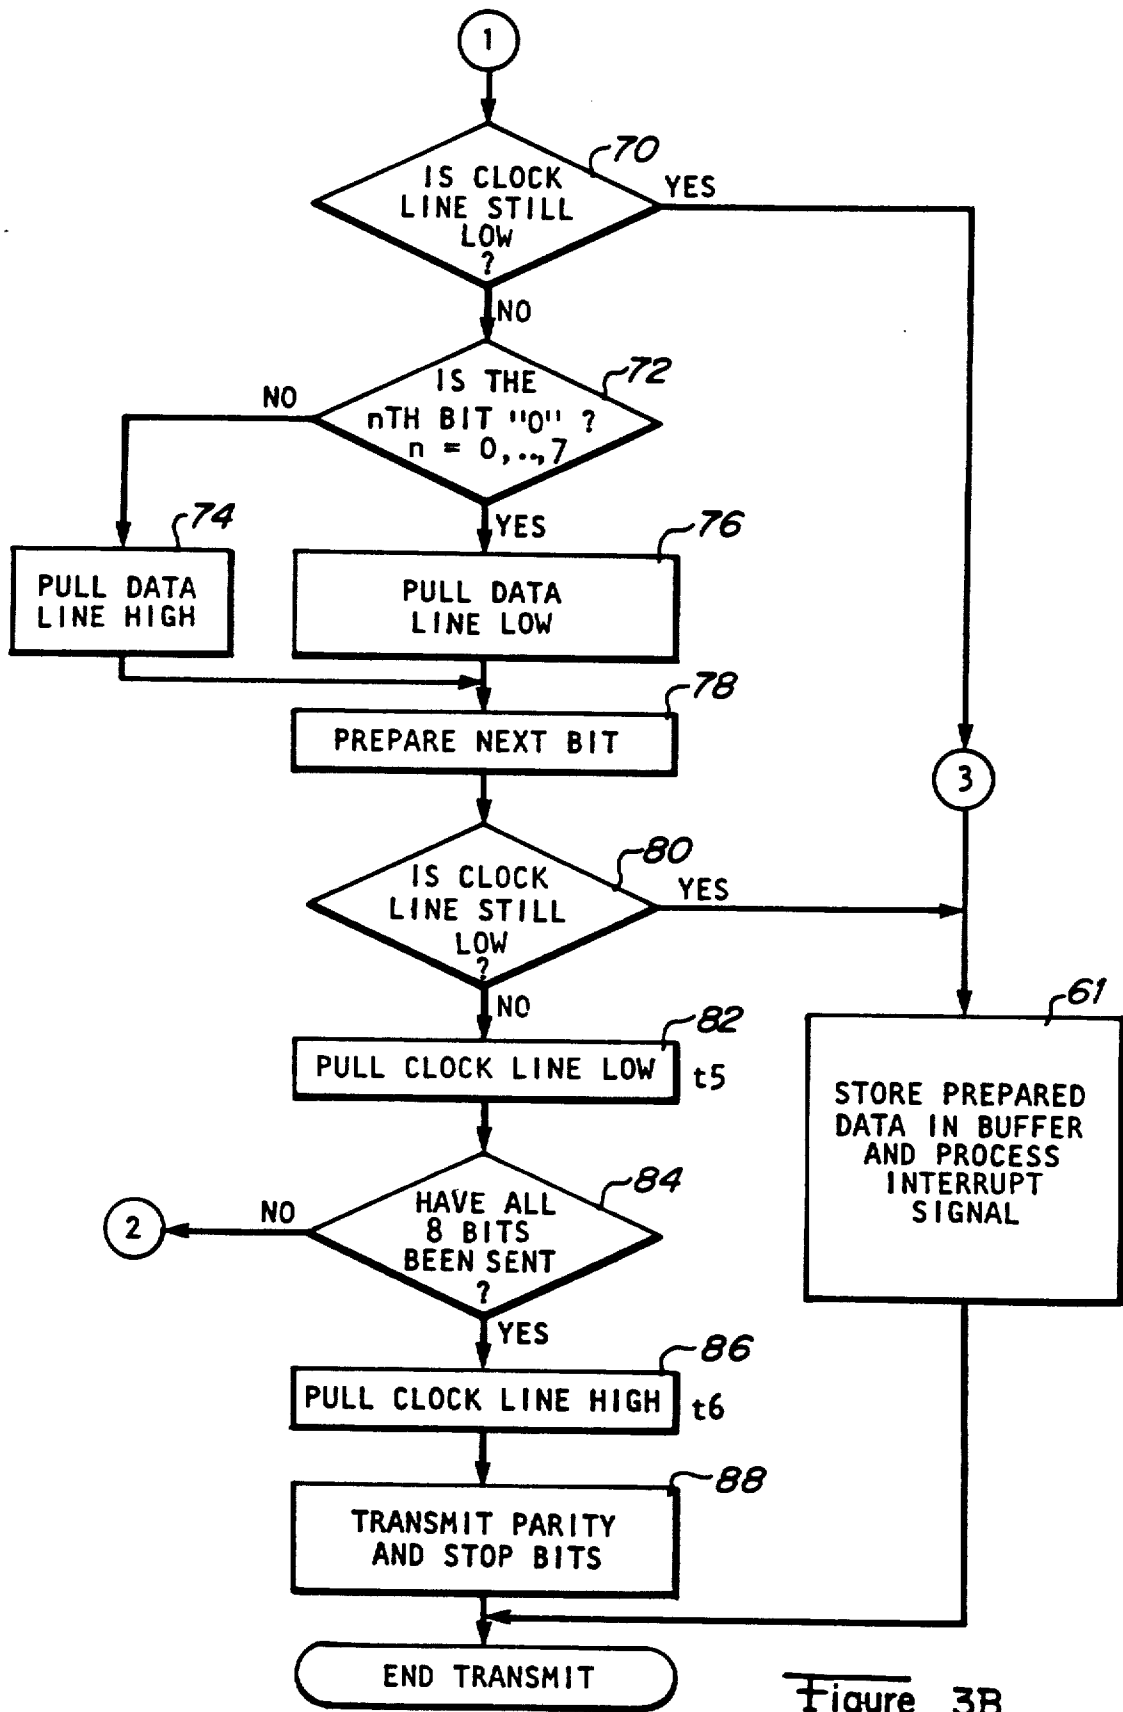 1
70
IS CLOCK
LINE STILL
LOW
?
YES
NO
72
IS THE
nTH BIT "0" ?
n = 0,..,7
NO
YES
74
PULL DATA
LINE HIGH
76
PULL DATA
LINE LOW
78
PREPARE NEXT BIT
3
80
IS CLOCK
LINE STILL
LOW
?
YES
NO
82
PULL CLOCK LINE LOW
t5
61
STORE PREPARED
DATA IN BUFFER
AND PROCESS
INTERRUPT
SIGNAL
84
HAVE ALL
8 BITS
BEEN SENT
?
NO
2
YES
86
PULL CLOCK LINE HIGH
t6
88
TRANSMIT PARITY
AND STOP BITS
END TRANSMIT
Figure 3B